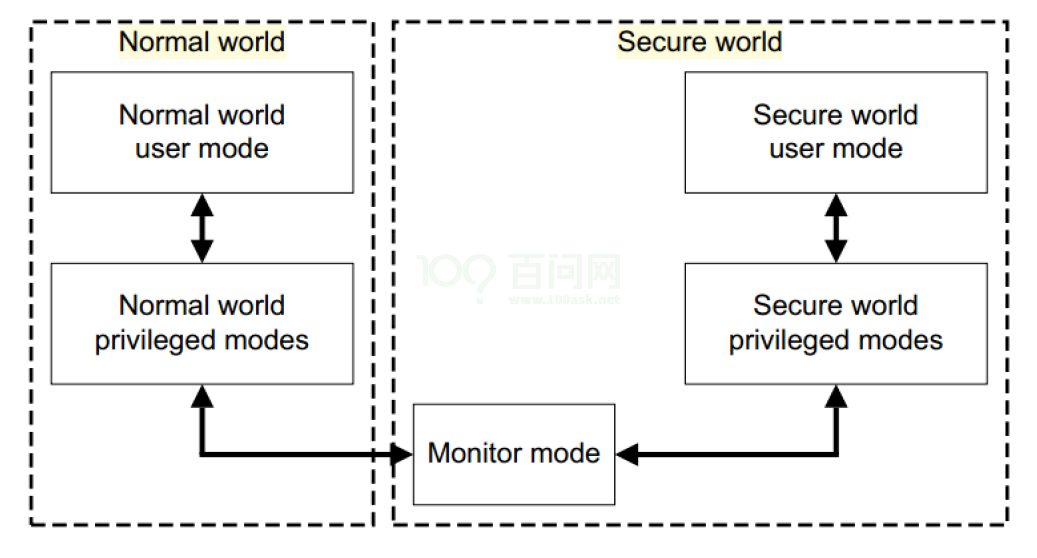 Normal world
Secure world
Normal world
user mode
Secure world
user mode
100?
百问网
www.100ask.net
Normal world
privileged modes
Secure world
privileged modes
Monitor mode